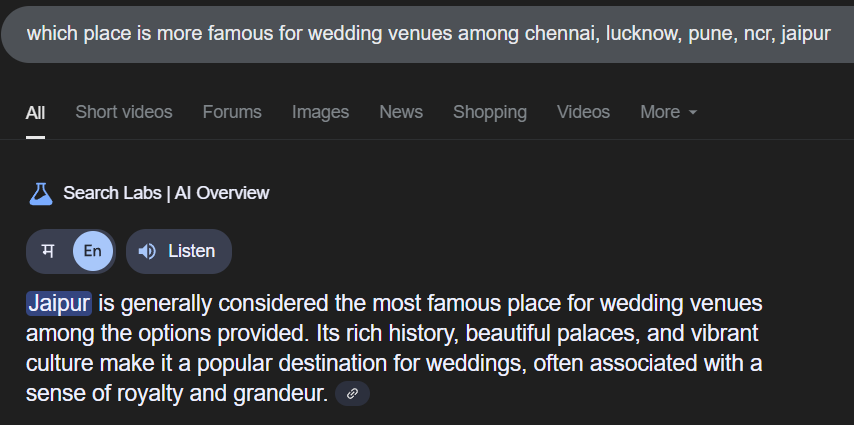 which place is more famous for wedding venues among chennai, lucknow, pune, ncr, jaipur
All Short videos Forums Images News Shopping Videos More
Search Labs | AI Overview
म En Listen
Jaipur is generally considered the most famous place for wedding venues
among the options provided. Its rich history, beautiful palaces, and vibrant
culture make it a popular destination for weddings, often associated with a
sense of royalty and grandeur.